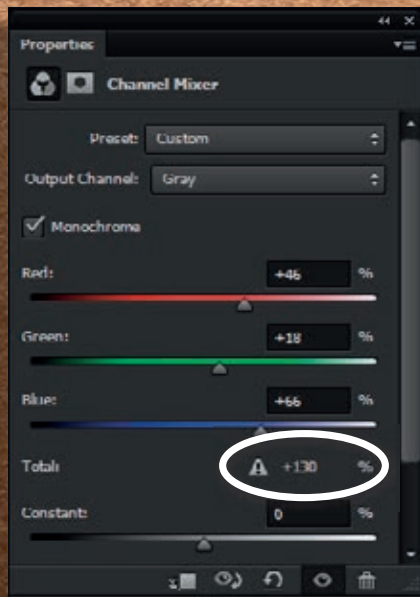 Properties
Channel Mixer
Preset: Custom
Output Channel: Gray
Monochrome
Red: +46 %
Green: +18 %
Blue: +66 %
Total: +130 %
Constant: 0 %